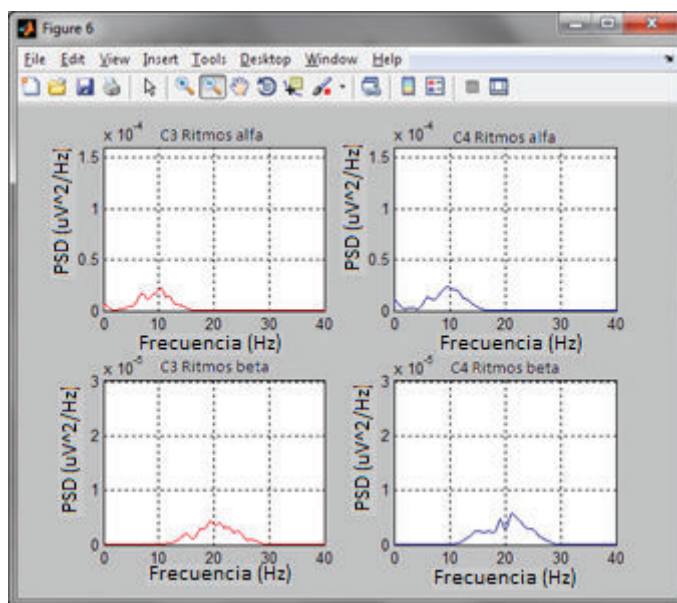 Figure 6
File Edit View Insert Tools Desktop Window Help
x 10^-4 C3 Ritmos alfa
PSD (uV^2/Hz)
1.5
1
0.5
0
0 10 20 30 40
Frecuencia (Hz)
x 10^-4 C4 Ritmos alfa
PSD (uV^2/Hz)
1.5
1
0.5
0
0 10 20 30 40
Frecuencia (Hz)
x 10^-5 C3 Ritmos beta
PSD (uV^2/Hz)
3
2
1
0
0 10 20 30 40
Frecuencia (Hz)
x 10^-5 C4 Ritmos beta
PSD (uV^2/Hz)
3
2
1
0
0 10 20 30 40
Frecuencia (Hz)